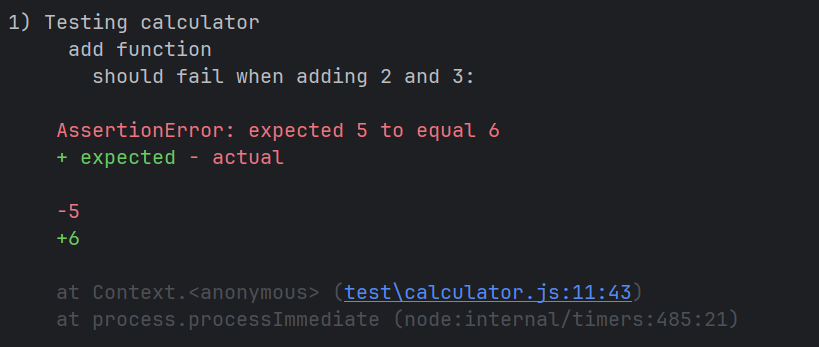 1) Testing calculator
add function
should fail when adding 2 and 3:
AssertionError: expected 5 to equal 6
+ expected - actual
-5
+6
at Context.<anonymous> (test\calculator.js:11:43)
at process.processImmediate (node:internal/timers:485:21)